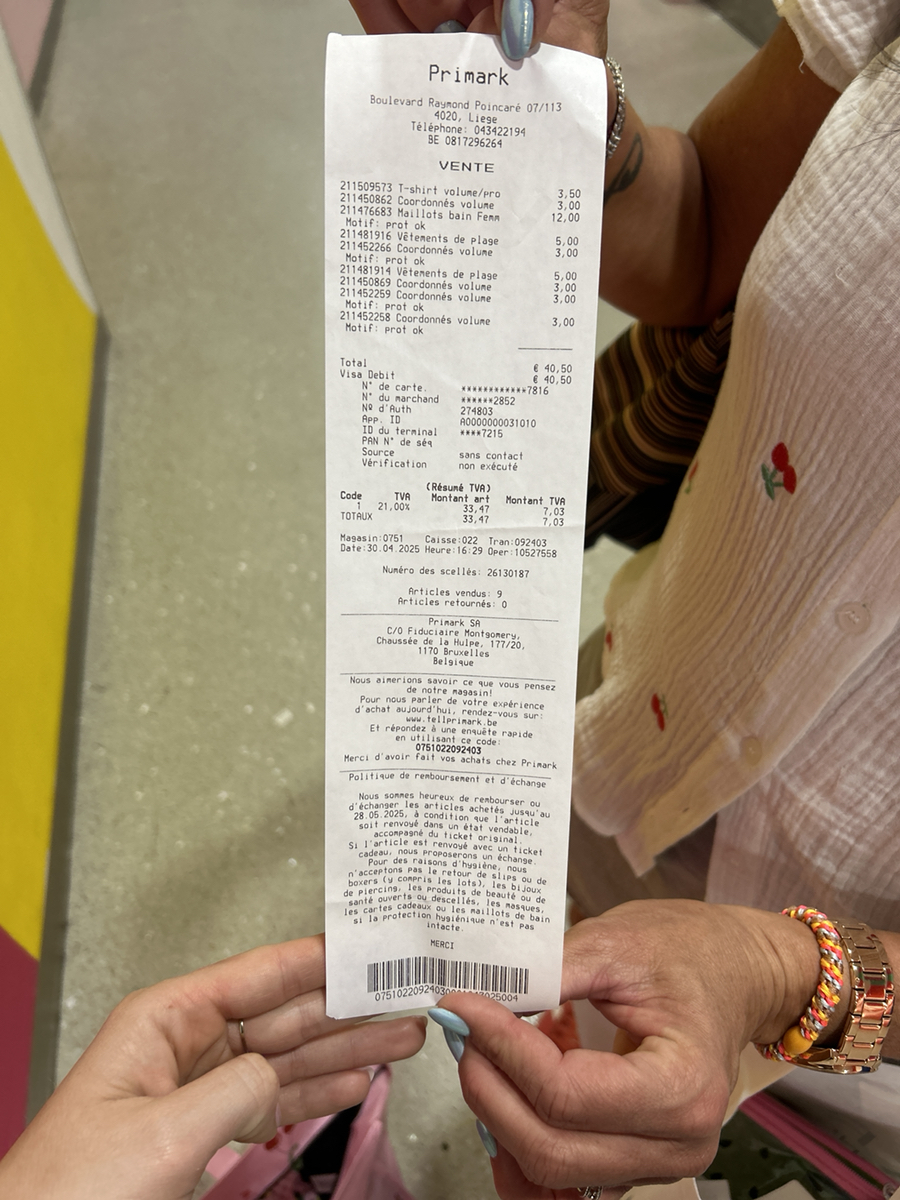 Primark
Boulevard Raymond Poincaré 07/113
4020, Liege
Téléphone: 043422194
BE 0817296264
VENTE
211509573 T-shirt volume/pro 3,50
211450862 Coordonnés volume 3,00
211476683 Maillots bain Femm 12,00
Motif: prot ok
211481916 Vêtements de plage 5,00
211452266 Coordonnés volume 3,00
Motif: prot ok
211481914 Vêtements de plage 5,00
211450869 Coordonnés volume 3,00
211452259 Coordonnés volume 3,00
Motif: prot ok
211452258 Coordonnés volume 3,00
Motif: prot ok
Total € 40,50
Visa Debit € 40,50
N° de carte. ************7816
N° du marchand ******2852
Nº d'Auth 274803
App. ID A0000000031010
ID du terminal ****7215
PAN N° de séq
Source sans contact
Vérification non exécuté
(Résumé TVA)
Code TVA Montant art Montant TVA
1 21,00% 33,47 7,03
TOTAUX 33,47 7,03
Magasin:0751 Caisse:022 Tran:092403
Date:30.04.2025 Heure:16:29 Oper:10527558
Numéro des scellés: 26130187
Articles vendus: 9
Articles retournés: 0
Primark SA
C/O Fiduciaire Montgomery,
Chaussée de la Hulpe, 177/20,
1170 Bruxelles
Belgique
Nous aimerions savoir ce que vous pensez
de notre magasin!
Pour nous parler de votre expérience
d'achat aujourd'hui, rendez-vous sur:
www.tellprimark.be
Et répondez à une enquête rapide
en utilisant ce code:
0751022092403
Merci d'avoir fait vos achats chez Primark
Politique de remboursement et d'échange
Nous sommes heureux de rembourser ou
d'échanger les articles achetés jusqu'au
28.05.2025, à condition que l'article
soit renvoyé dans un état vendable,
accompagné du ticket original.
Si l'article est renvoyé avec un ticket
cadeau, nous proposerons un échange.
Pour des raisons d'hygiène, nous
n'acceptons pas le retour de slips ou de
boxers (y compris les lots), les bijoux
de piercing, les produits de beauté ou de
santé ouverts ou descellés, les masques,
les cartes cadeaux ou les maillots de bain
si la protection hygiénique n'est pas
intacte.
MERCI